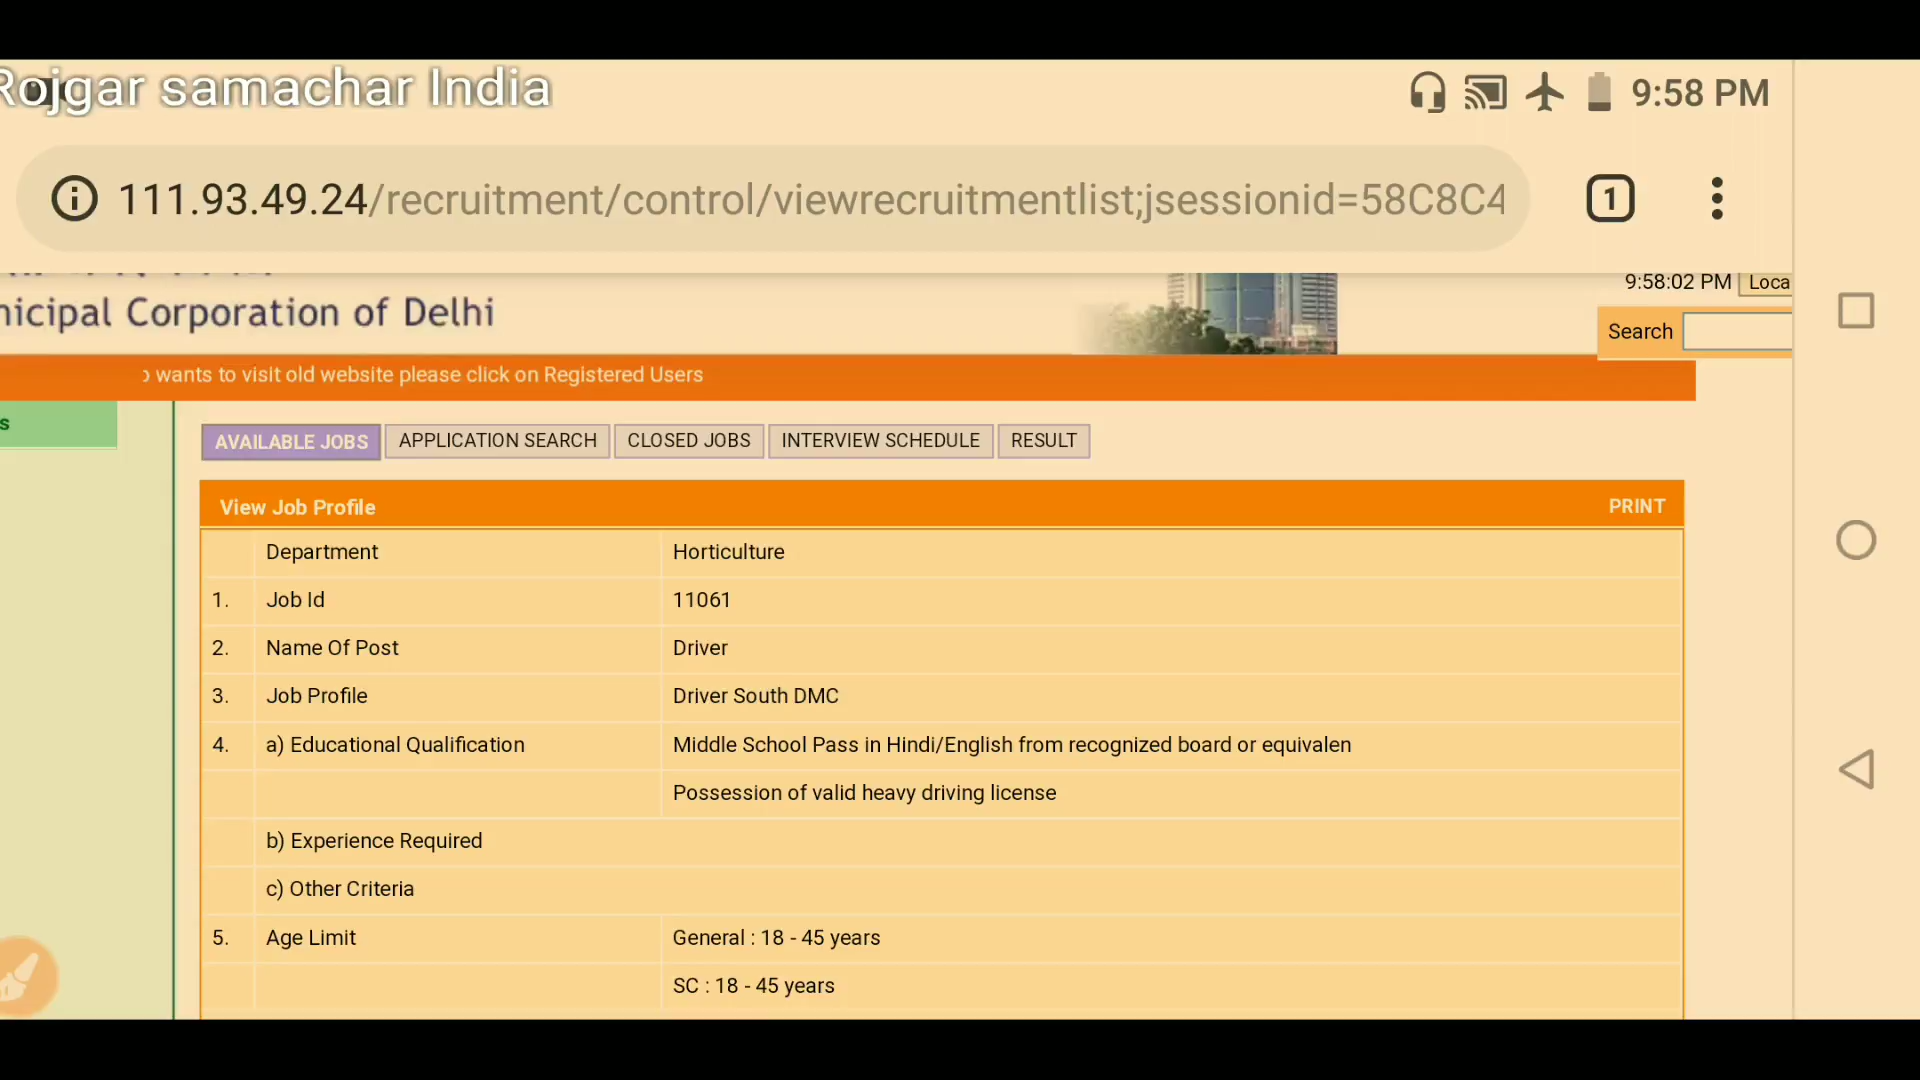 Rojgar samachar India
9:58 PM
111.93.49.24/recruitment/control/viewrecruitmentlist;jsessionid=58C8C4
1
9:58:02 PM Loca
nicipal Corporation of Delhi
Search
wants to visit old website please click on Registered Users
s
AVAILABLE JOBS APPLICATION SEARCH CLOSED JOBS INTERVIEW SCHEDULE RESULT
View Job Profile PRINT
Department Horticulture
1. Job Id 11061
2. Name Of Post Driver
3. Job Profile Driver South DMC
4. a) Educational Qualification Middle School Pass in Hindi/English from recognized board or equivalen
Possession of valid heavy driving license
b) Experience Required
c) Other Criteria
5. Age Limit General : 18 - 45 years
SC : 18 - 45 years